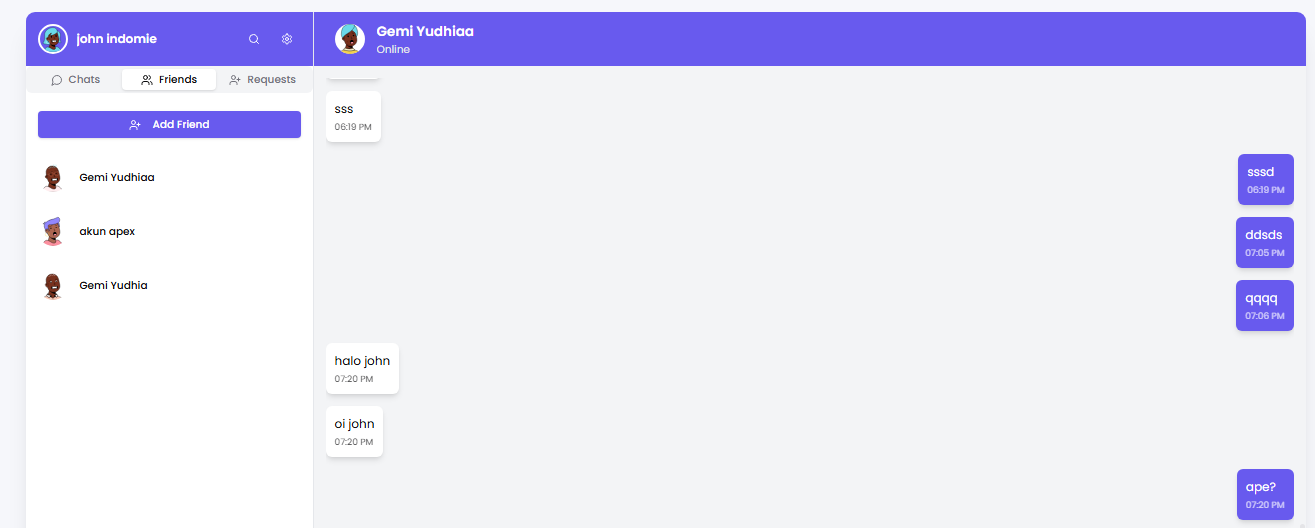 john indomie
Chats
Friends
Requests
Add Friend
Gemi Yudhiaa
akun apex
Gemi Yudhia
Gemi Yudhiaa
Online
sss
06:19 PM
sssd
06:19 PM
ddsds
07:05 PM
qqqq
07:06 PM
halo john
07:20 PM
oi john
07:20 PM
ape?
07:20 PM